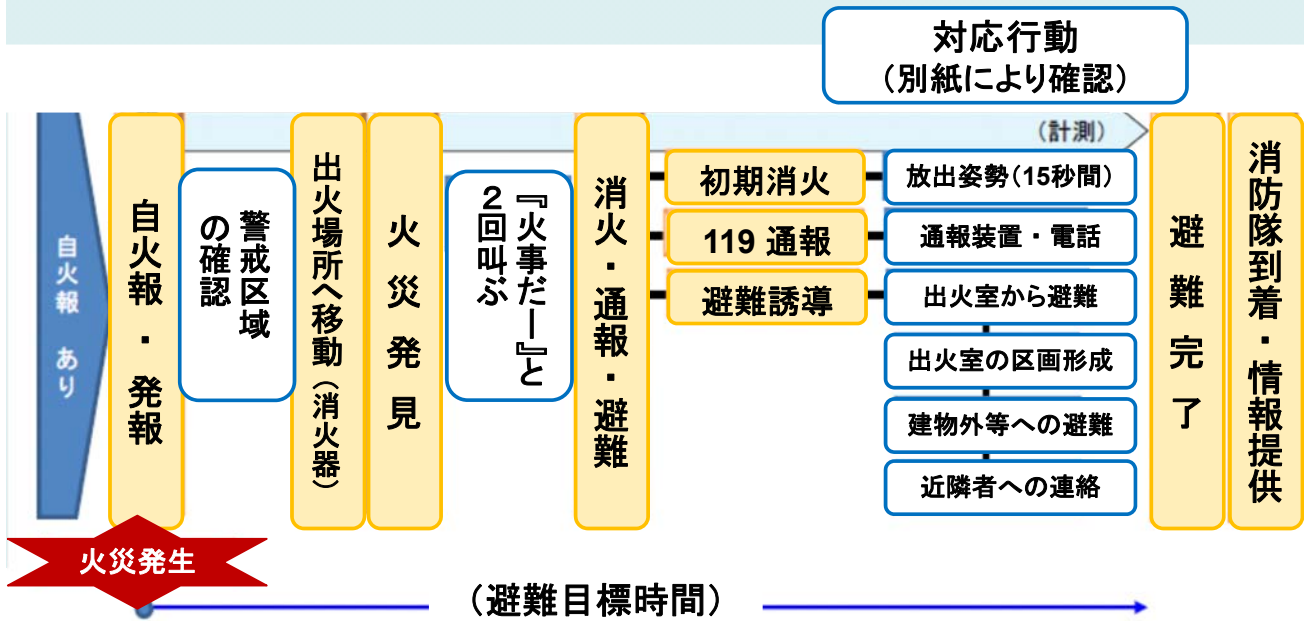 対応行動
（別紙により確認）
（計測）
自火報 あり
自火報・発報
警戒区域
の確認
出火場所へ移動（消火器）
火災発見
『火事だー』と
２回叫ぶ
消火・通報・避難
初期消火
放出姿勢（15秒間）
119 通報
通報装置・電話
避難誘導
出火室から避難
出火室の区画形成
建物外等への避難
近隣者への連絡
避難完了
消防隊到着・情報提供
火災発生
（避難目標時間）